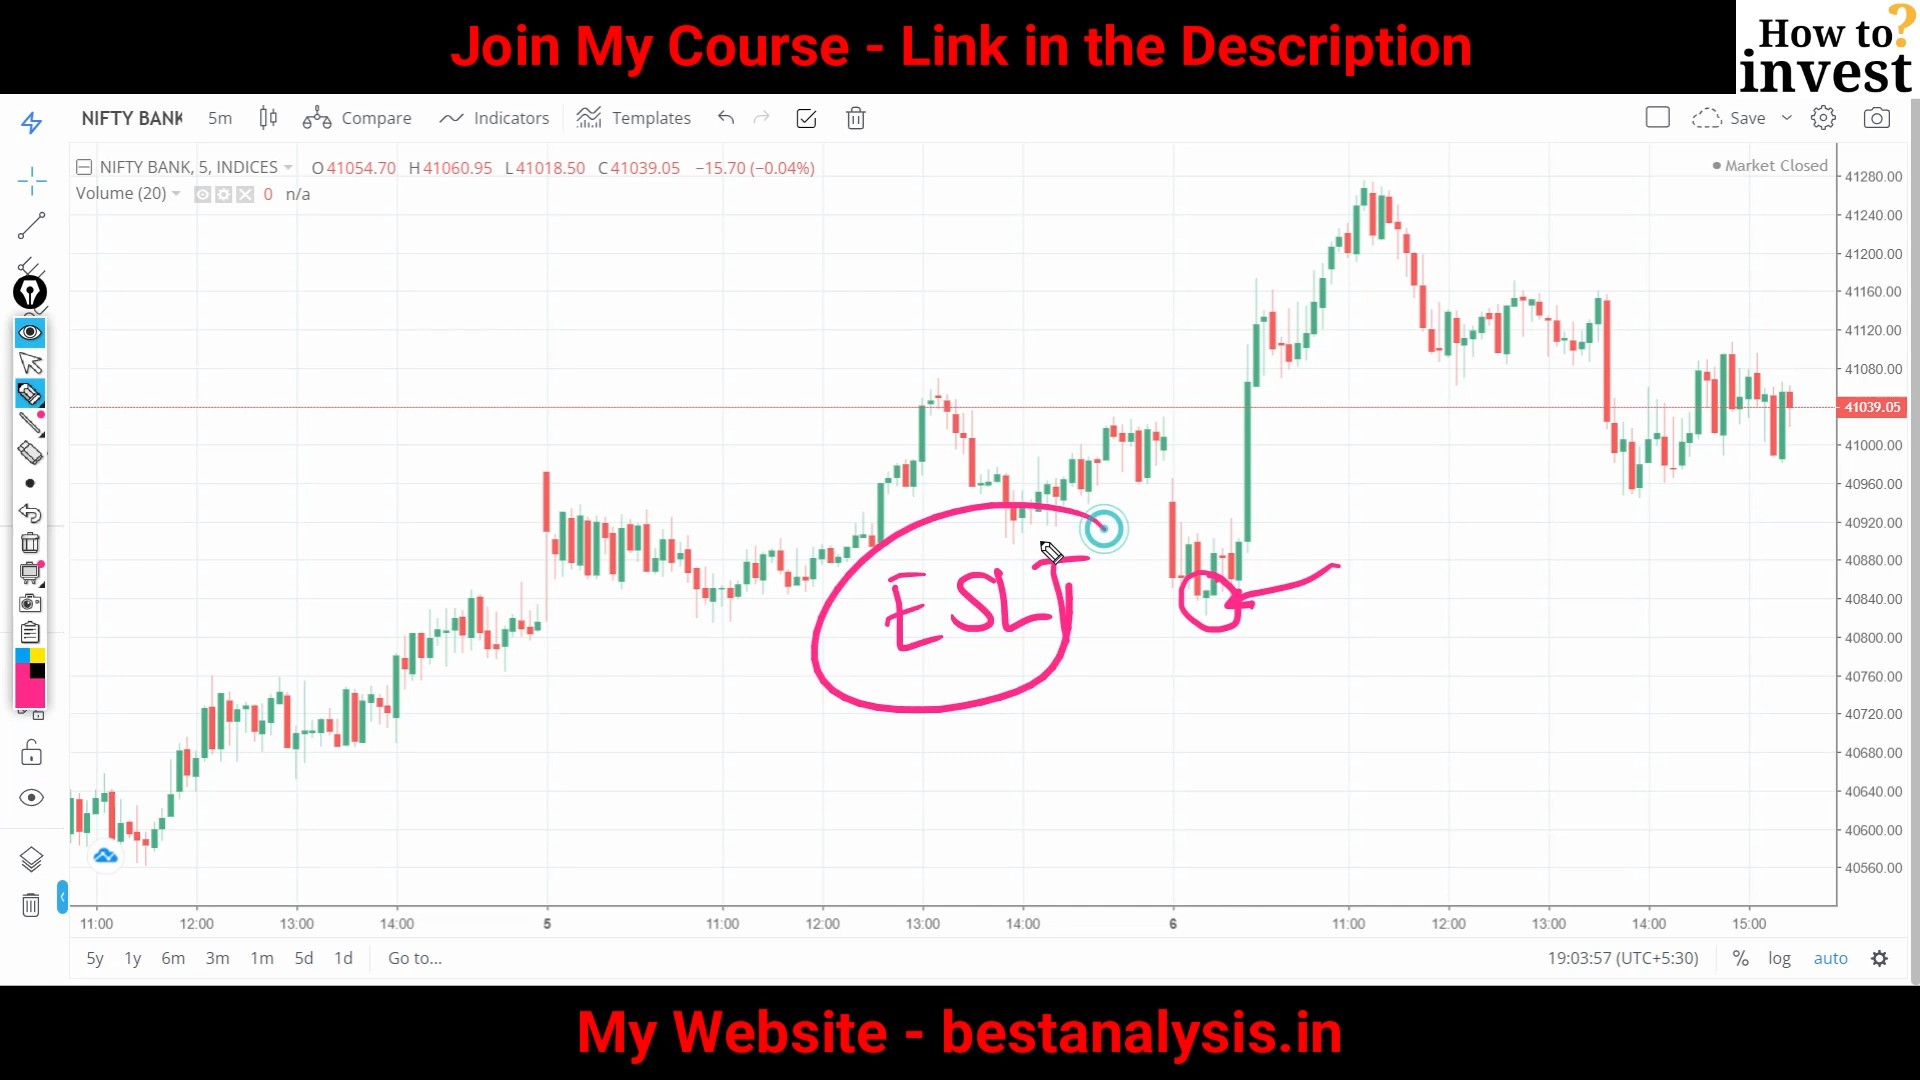 Join My Course - Link in the Description
How to?
invest
NIFTY BANK 5m Compare Indicators Templates Save
NIFTY BANK, 5, INDICES O41054.70 H41060.95 L41018.50 C41039.05 −15.70 (−0.04%)
Market Closed
Volume (20) 0 n/a
41280.00
41240.00
41200.00
41160.00
41120.00
41080.00
41039.05
41000.00
40960.00
40920.00
40880.00
40840.00
40800.00
40760.00
40720.00
40680.00
40640.00
40600.00
40560.00
ESLT
11:00 12:00 13:00 14:00 5 11:00 12:00 13:00 14:00 6 11:00 12:00 13:00 14:00 15:00
5y 1y 6m 3m 1m 5d 1d Go to... 19:03:57 (UTC+5:30) % log auto
My Website - bestanalysis.in